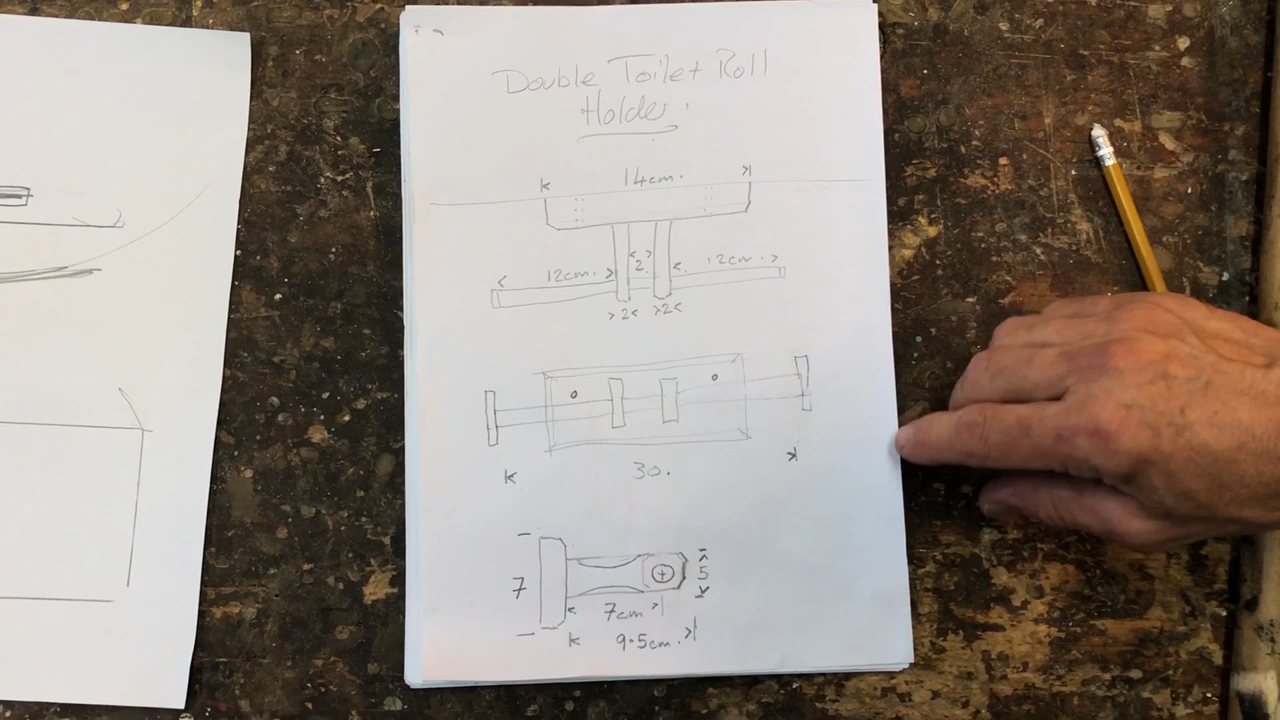 Double Toilet Roll
Holder.
14cm.
12cm. 2. 12cm.
2 2
30.
7 5
7cm
9.5cm.